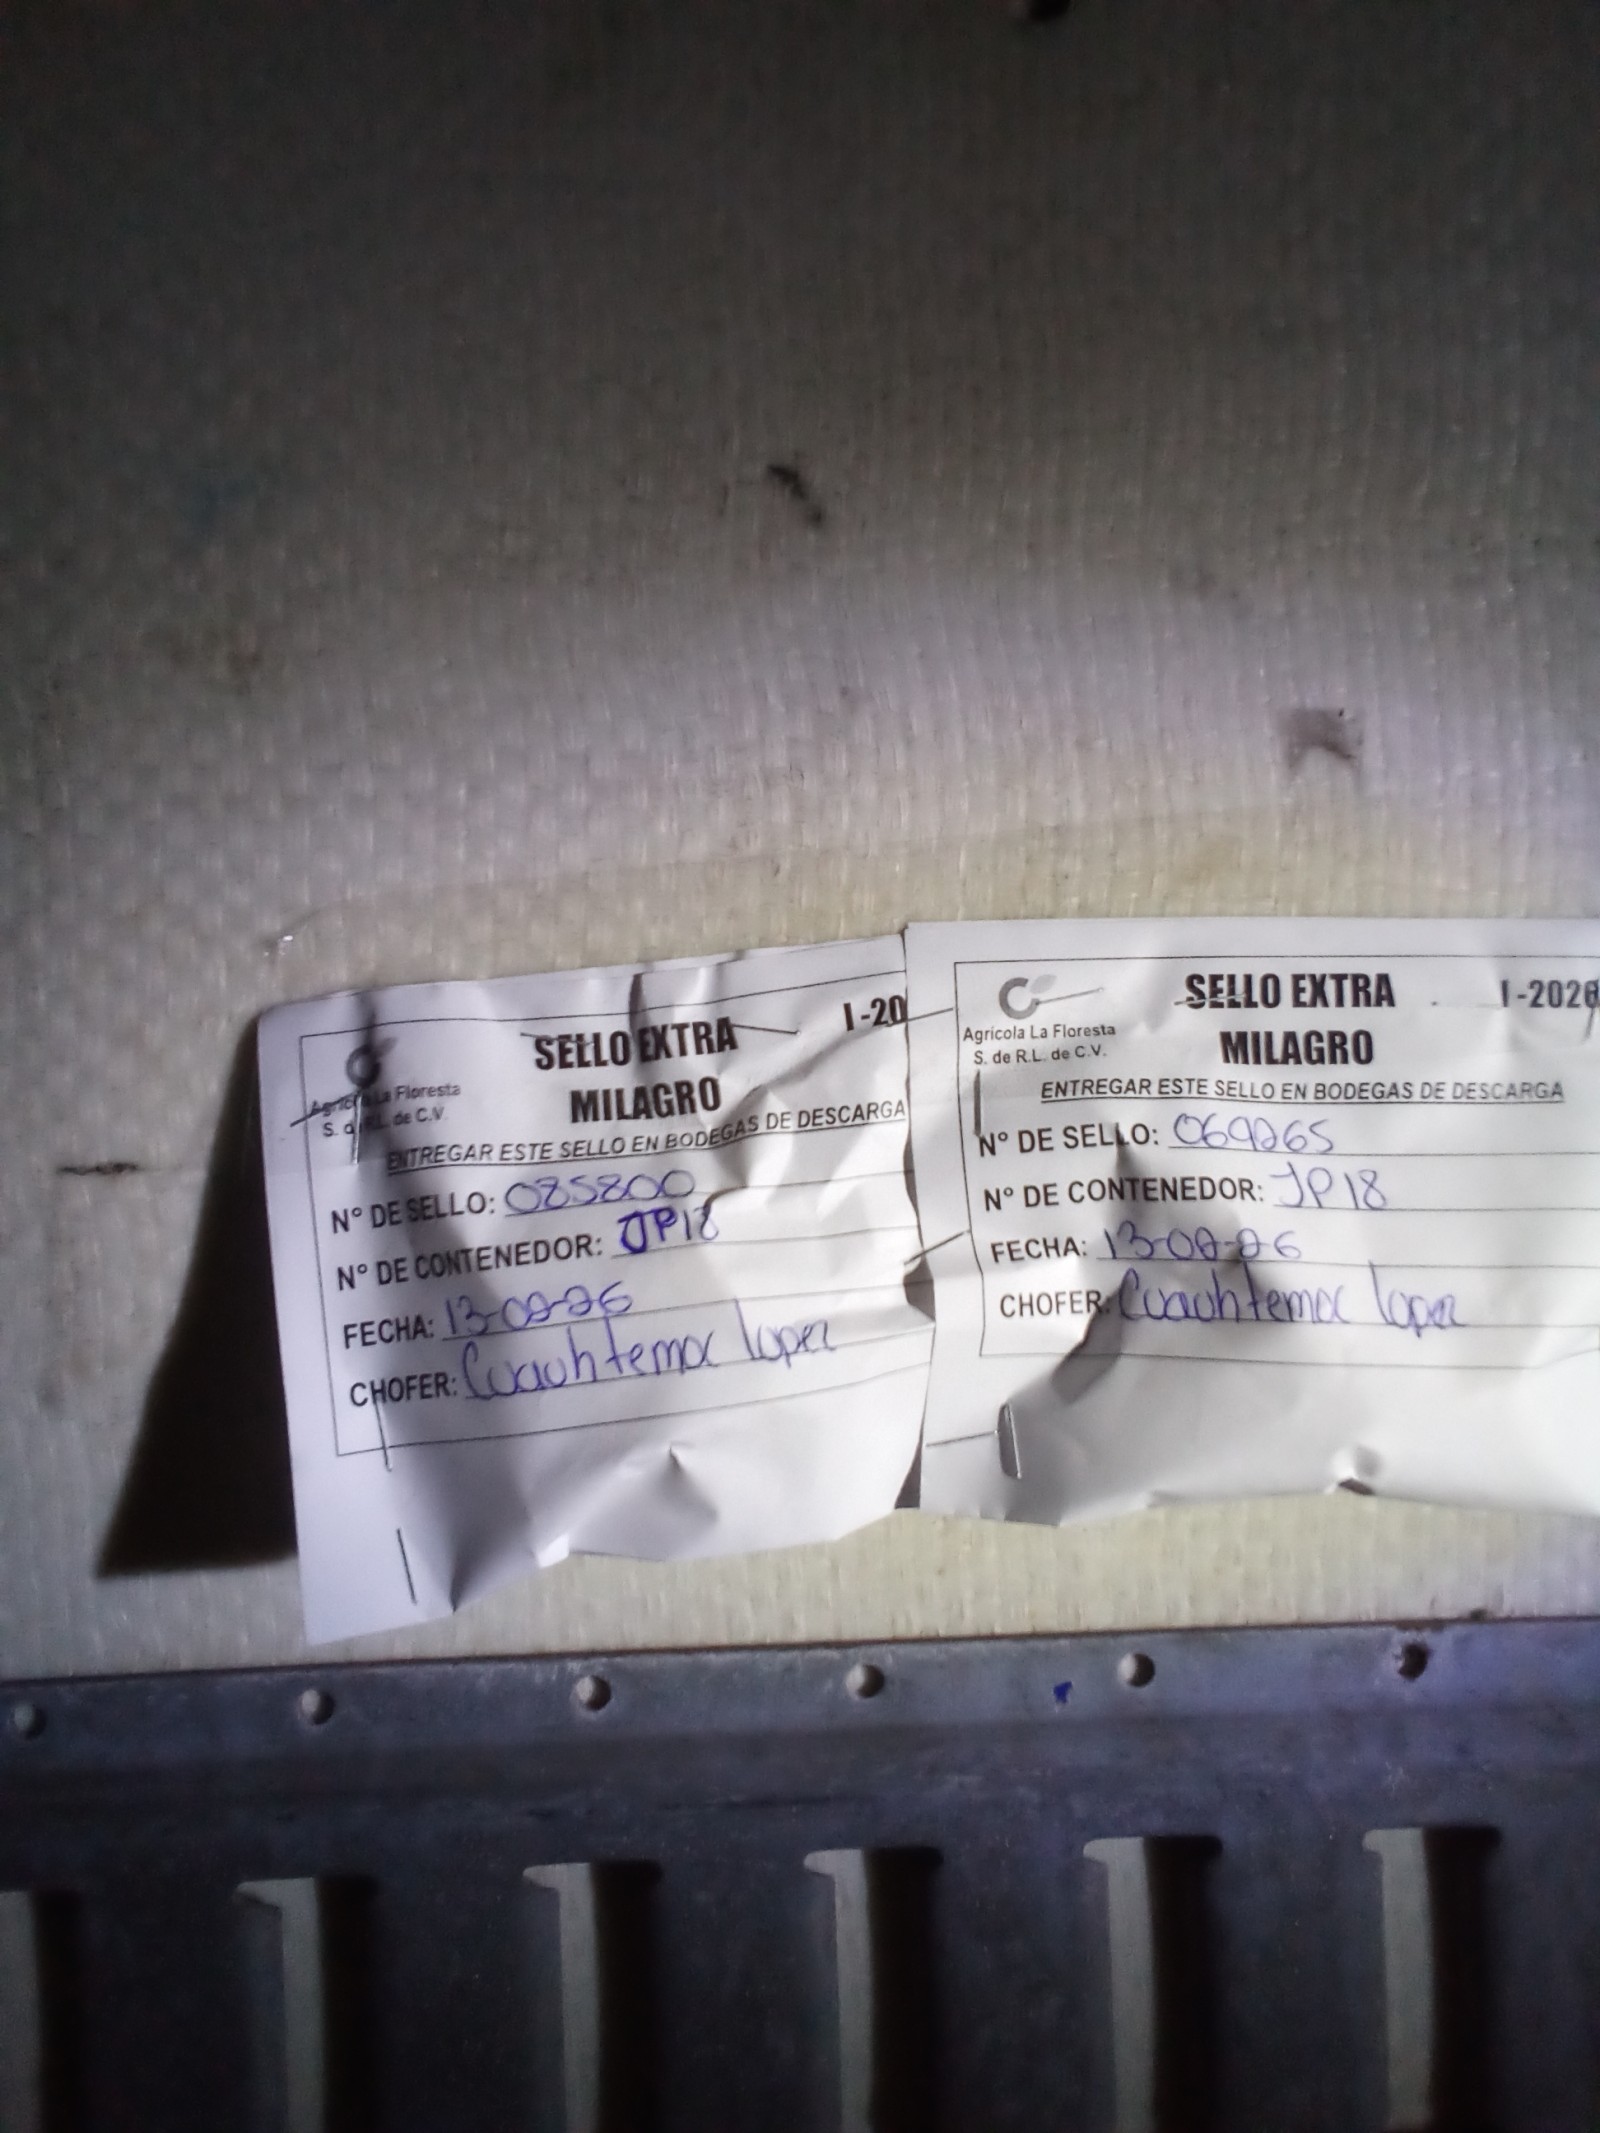 Agrícola La Floresta
S. de R.L. de C.V.
SELLO EXTRA
MILAGRO
I-20
ENTREGAR ESTE SELLO EN BODEGAS DE DESCARGA
N° DE SELLO: 085800
N° DE CONTENEDOR: JP18
FECHA: 13-02-26
CHOFER: Cuauhtemoc lopez
Agrícola La Floresta
S. de R.L. de C.V.
SELLO EXTRA
MILAGRO
I-2026
ENTREGAR ESTE SELLO EN BODEGAS DE DESCARGA
N° DE SELLO: 069265
N° DE CONTENEDOR: JP18
FECHA: 13-02-26
CHOFER: Cuauhtemoc lopez